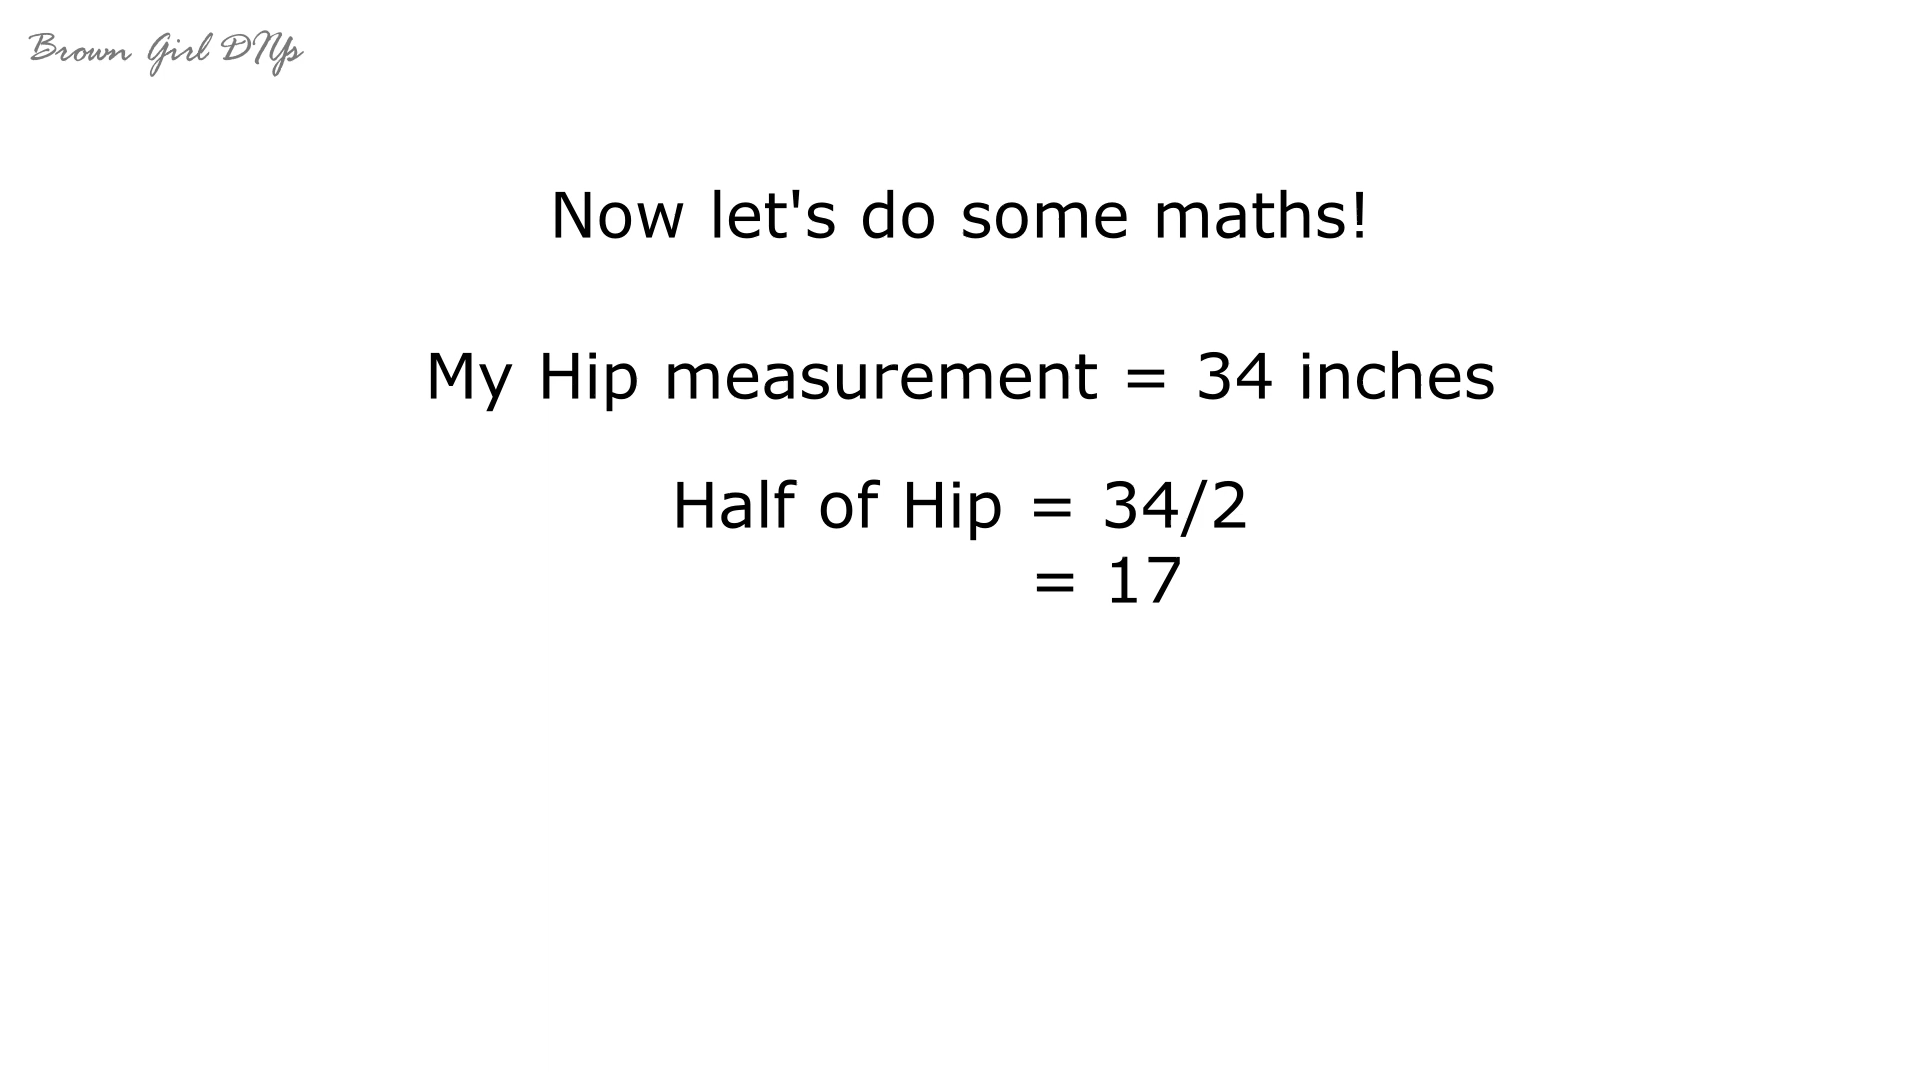 Brown Girl DIYs
Now let's do some maths!
My Hip measurement = 34 inches
Half of Hip = 34/2
= 17